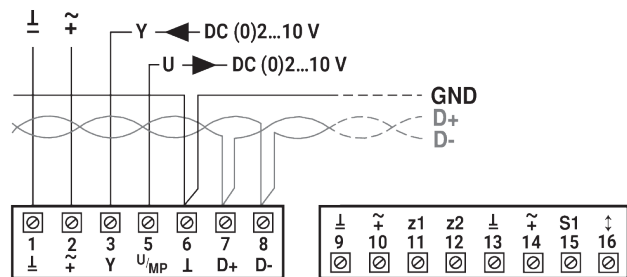 ⊥ ~
= +
Y DC (0)2...10 V
U DC (0)2...10 V
GND
D+
D-
1 2 3 5 6 7 8
⊥ ~ Y U/MP ⊥ D+ D-
= +
⊥ ~ z1 z2 ⊥ ~ S1 ↕
= + = +
9 10 11 12 13 14 15 16